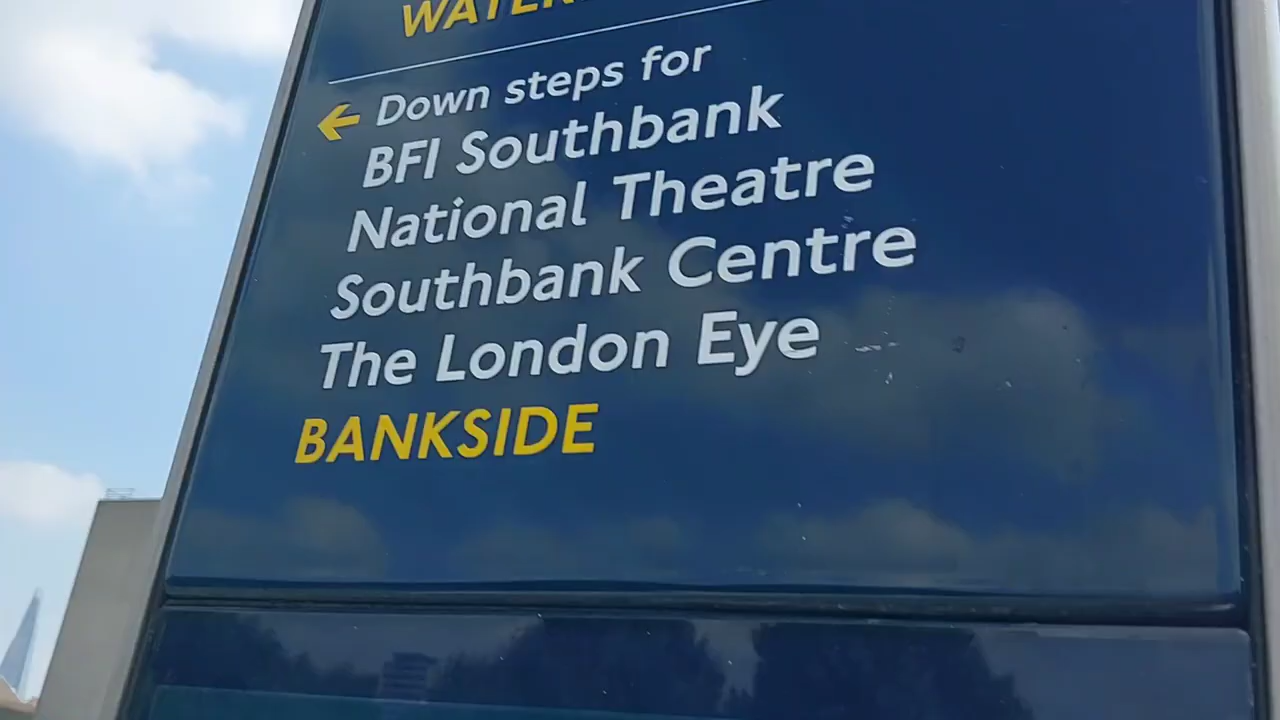 Down steps for
BFI Southbank
National Theatre
Southbank Centre
The London Eye
BANKSIDE